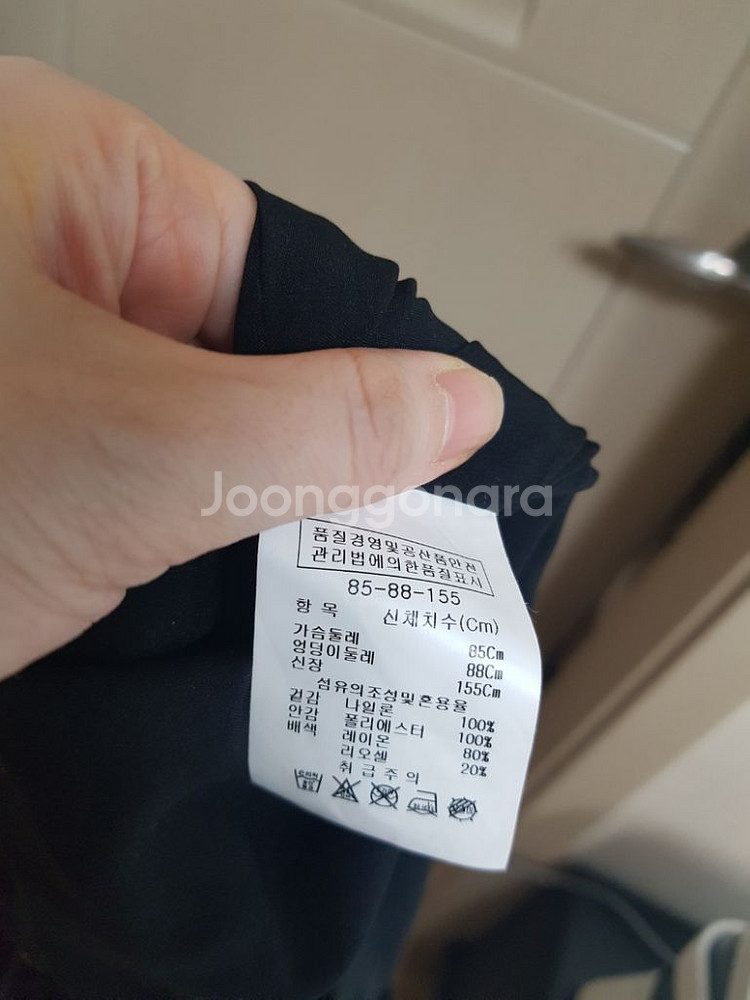 Joonggonara
품질경영및공산품안전
관리법에의한품질표시
85-88-155
항 목 신체치수(Cm)
가슴둘레 85Cm
엉덩이둘레 88Cm
신장 155Cm
섬유의조성및혼용율
겉감 나일론 100%
안감 폴리에스터 100%
배색 레이온 80%
리오셀 20%
취 급 주 의